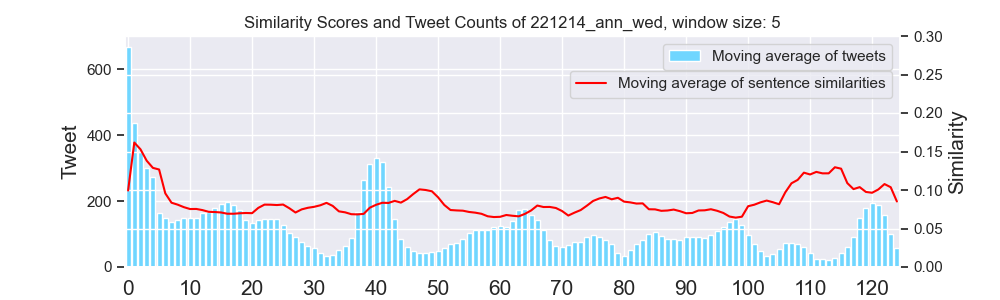 Similarity Scores and Tweet Counts of 221214_ann_wed, window size: 5
Moving average of tweets
Moving average of sentence similarities
Tweet
600
400
200
0
0.30
0.25
0.20
0.15
0.10
0.05
0.00
Similarity
0 10 20 30 40 50 60 70 80 90 100 110 120